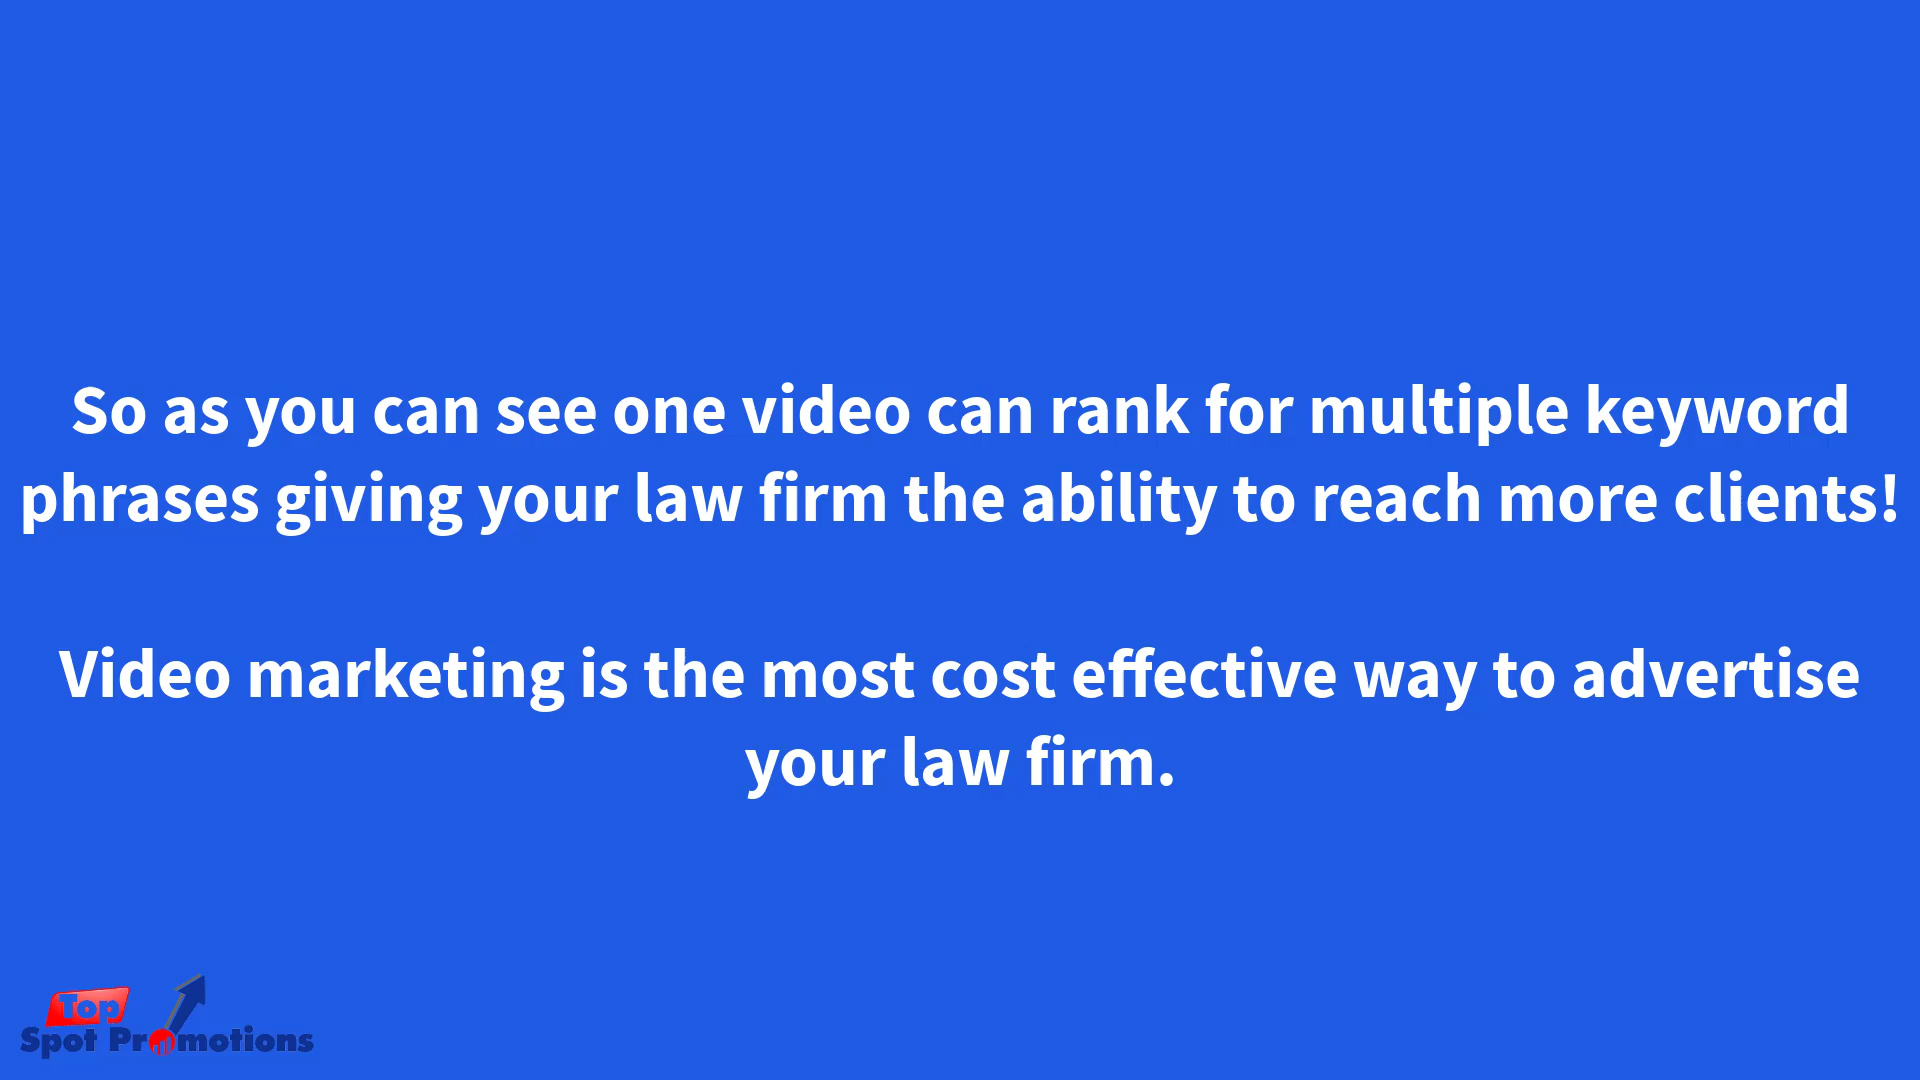 So as you can see one video can rank for multiple keyword
phrases giving your law firm the ability to reach more clients!
Video marketing is the most cost effective way to advertise
your law firm.
Top
Spot Promotions